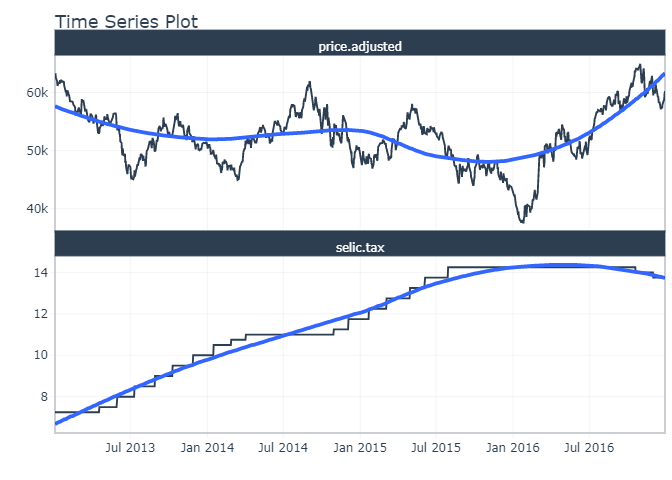 Time Series Plot
price.adjusted
60k
50k
40k
selic.tax
14
12
10
8
Jul 2013 Jan 2014 Jul 2014 Jan 2015 Jul 2015 Jan 2016 Jul 2016